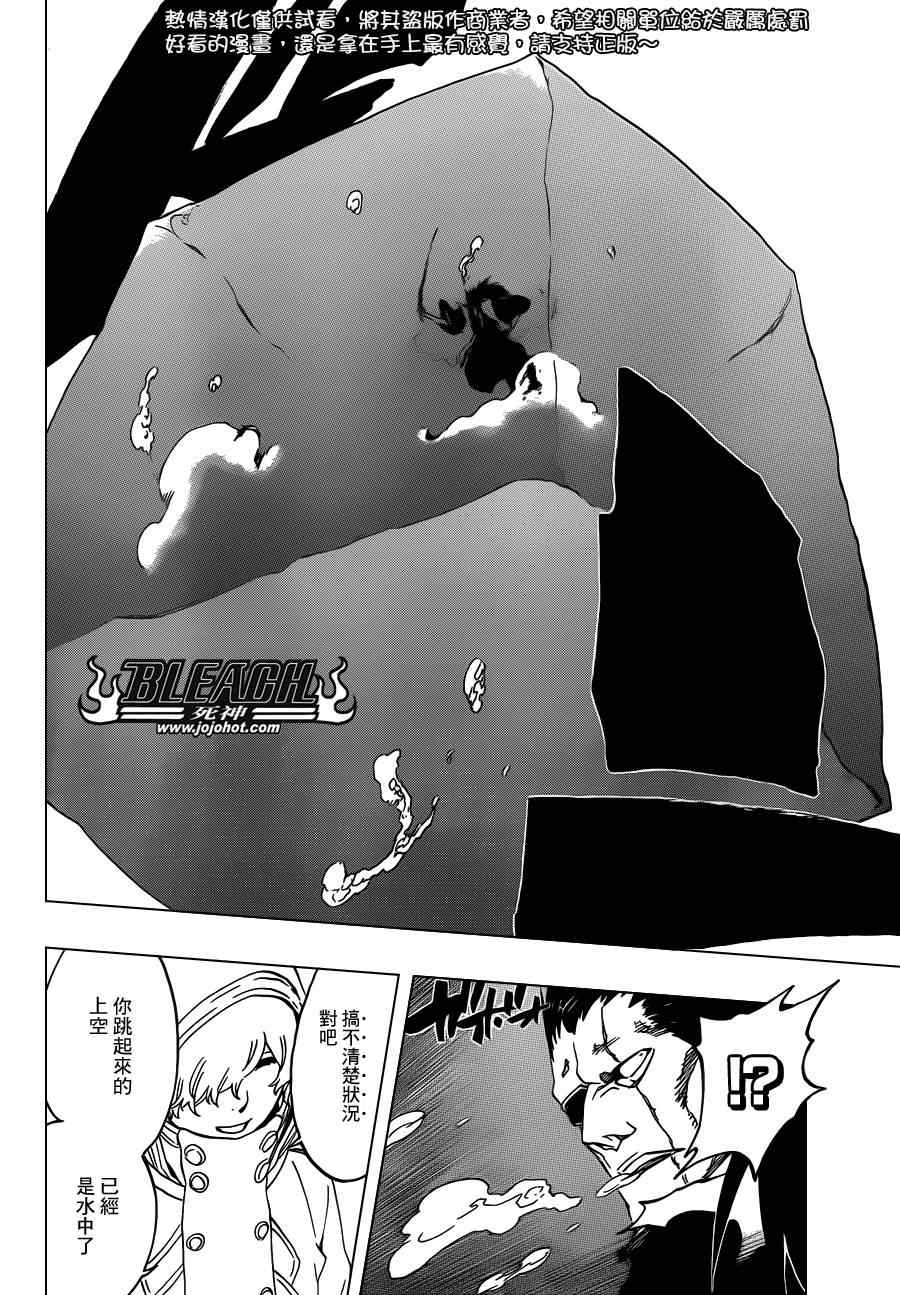 熱情漢化僅供試看，將其盜版作商業者，希望相關單位給於嚴厲處罰
好看的漫畫，還是拿在手上最有感覺，請支持正版～
BLEACH
死神
www.jojohot.com
!?
ゴボォ
搞不清楚狀況
對吧
你跳起來的
上空
已經
是水中了